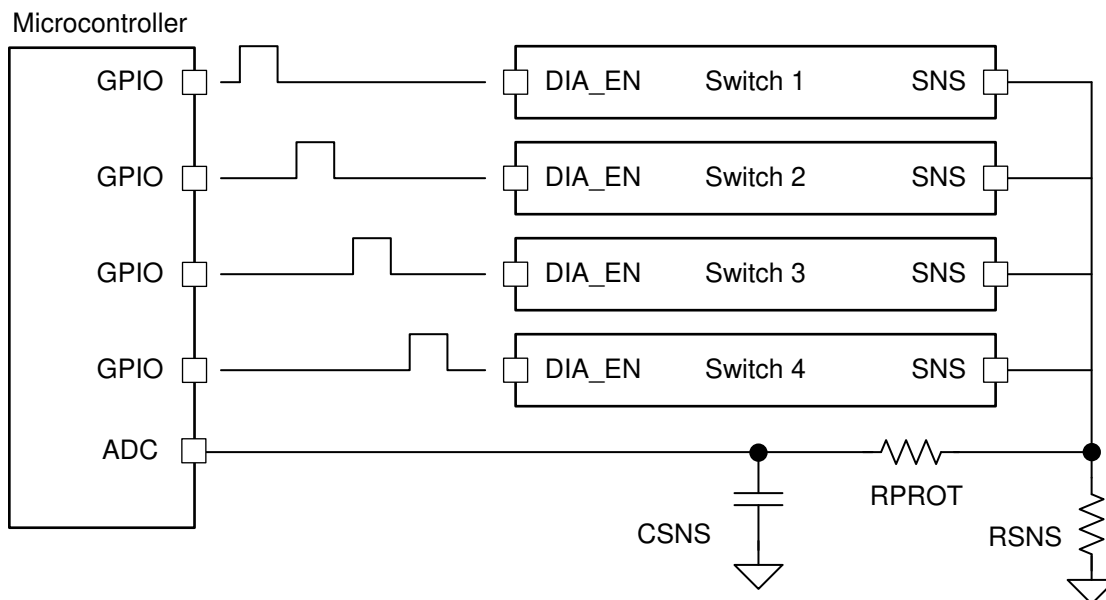 Microcontroller
GPIO DIA_EN Switch 1 SNS
GPIO DIA_EN Switch 2 SNS
GPIO DIA_EN Switch 3 SNS
GPIO DIA_EN Switch 4 SNS
ADC
RPROT
CSNS
RSNS